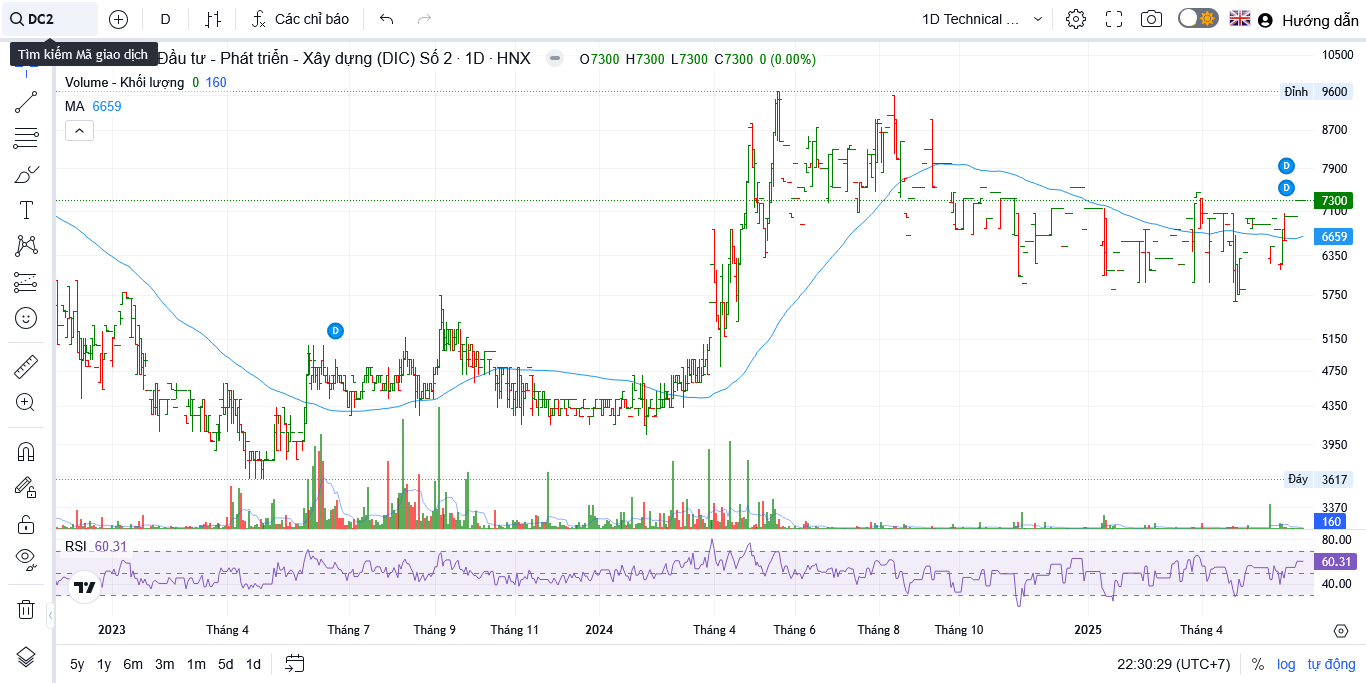 DC2
D
Các chỉ báo
1D Technical ...
Hướng dẫn
Tìm kiếm Mã giao dịch
Đầu tư - Phát triển - Xây dựng (DIC) Số 2 · 1D · HNX
O7300 H7300 L7300 C7300 0 (0.00%)
Volume - Khối lượng 0 160
MA 6659
10500
Đỉnh 9600
8700
7900
7300
7100
6659
6350
5750
5150
4750
4350
3950
Đáy 3617
3370
160
D
D
D
RSI 60.31
80.00
60.31
40.00
2023
Tháng 4
Tháng 7
Tháng 9
Tháng 11
2024
Tháng 4
Tháng 6
Tháng 8
Tháng 10
2025
Tháng 4
5y 1y 6m 3m 1m 5d 1d
22:30:29 (UTC+7)
% log tự động